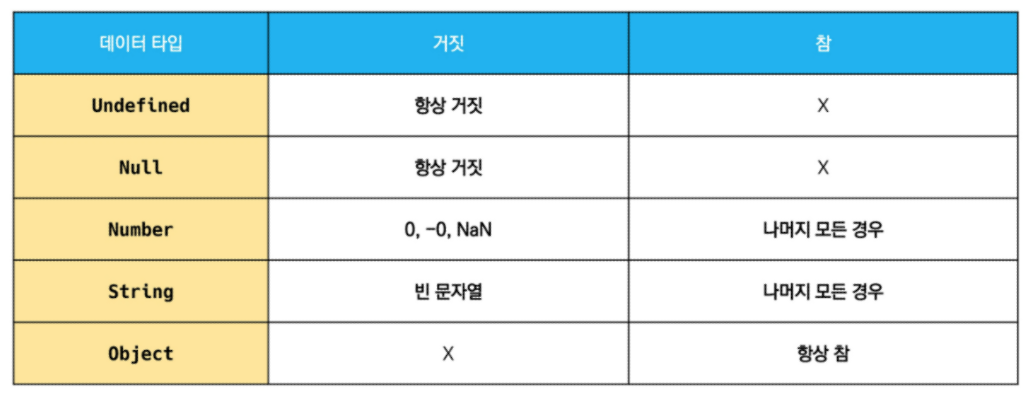 데이터 타입 거짓 참
Undefined 항상 거짓 X
Null 항상 거짓 X
Number 0, -0, NaN 나머지 모든 경우
String 빈 문자열 나머지 모든 경우
Object X 항상 참